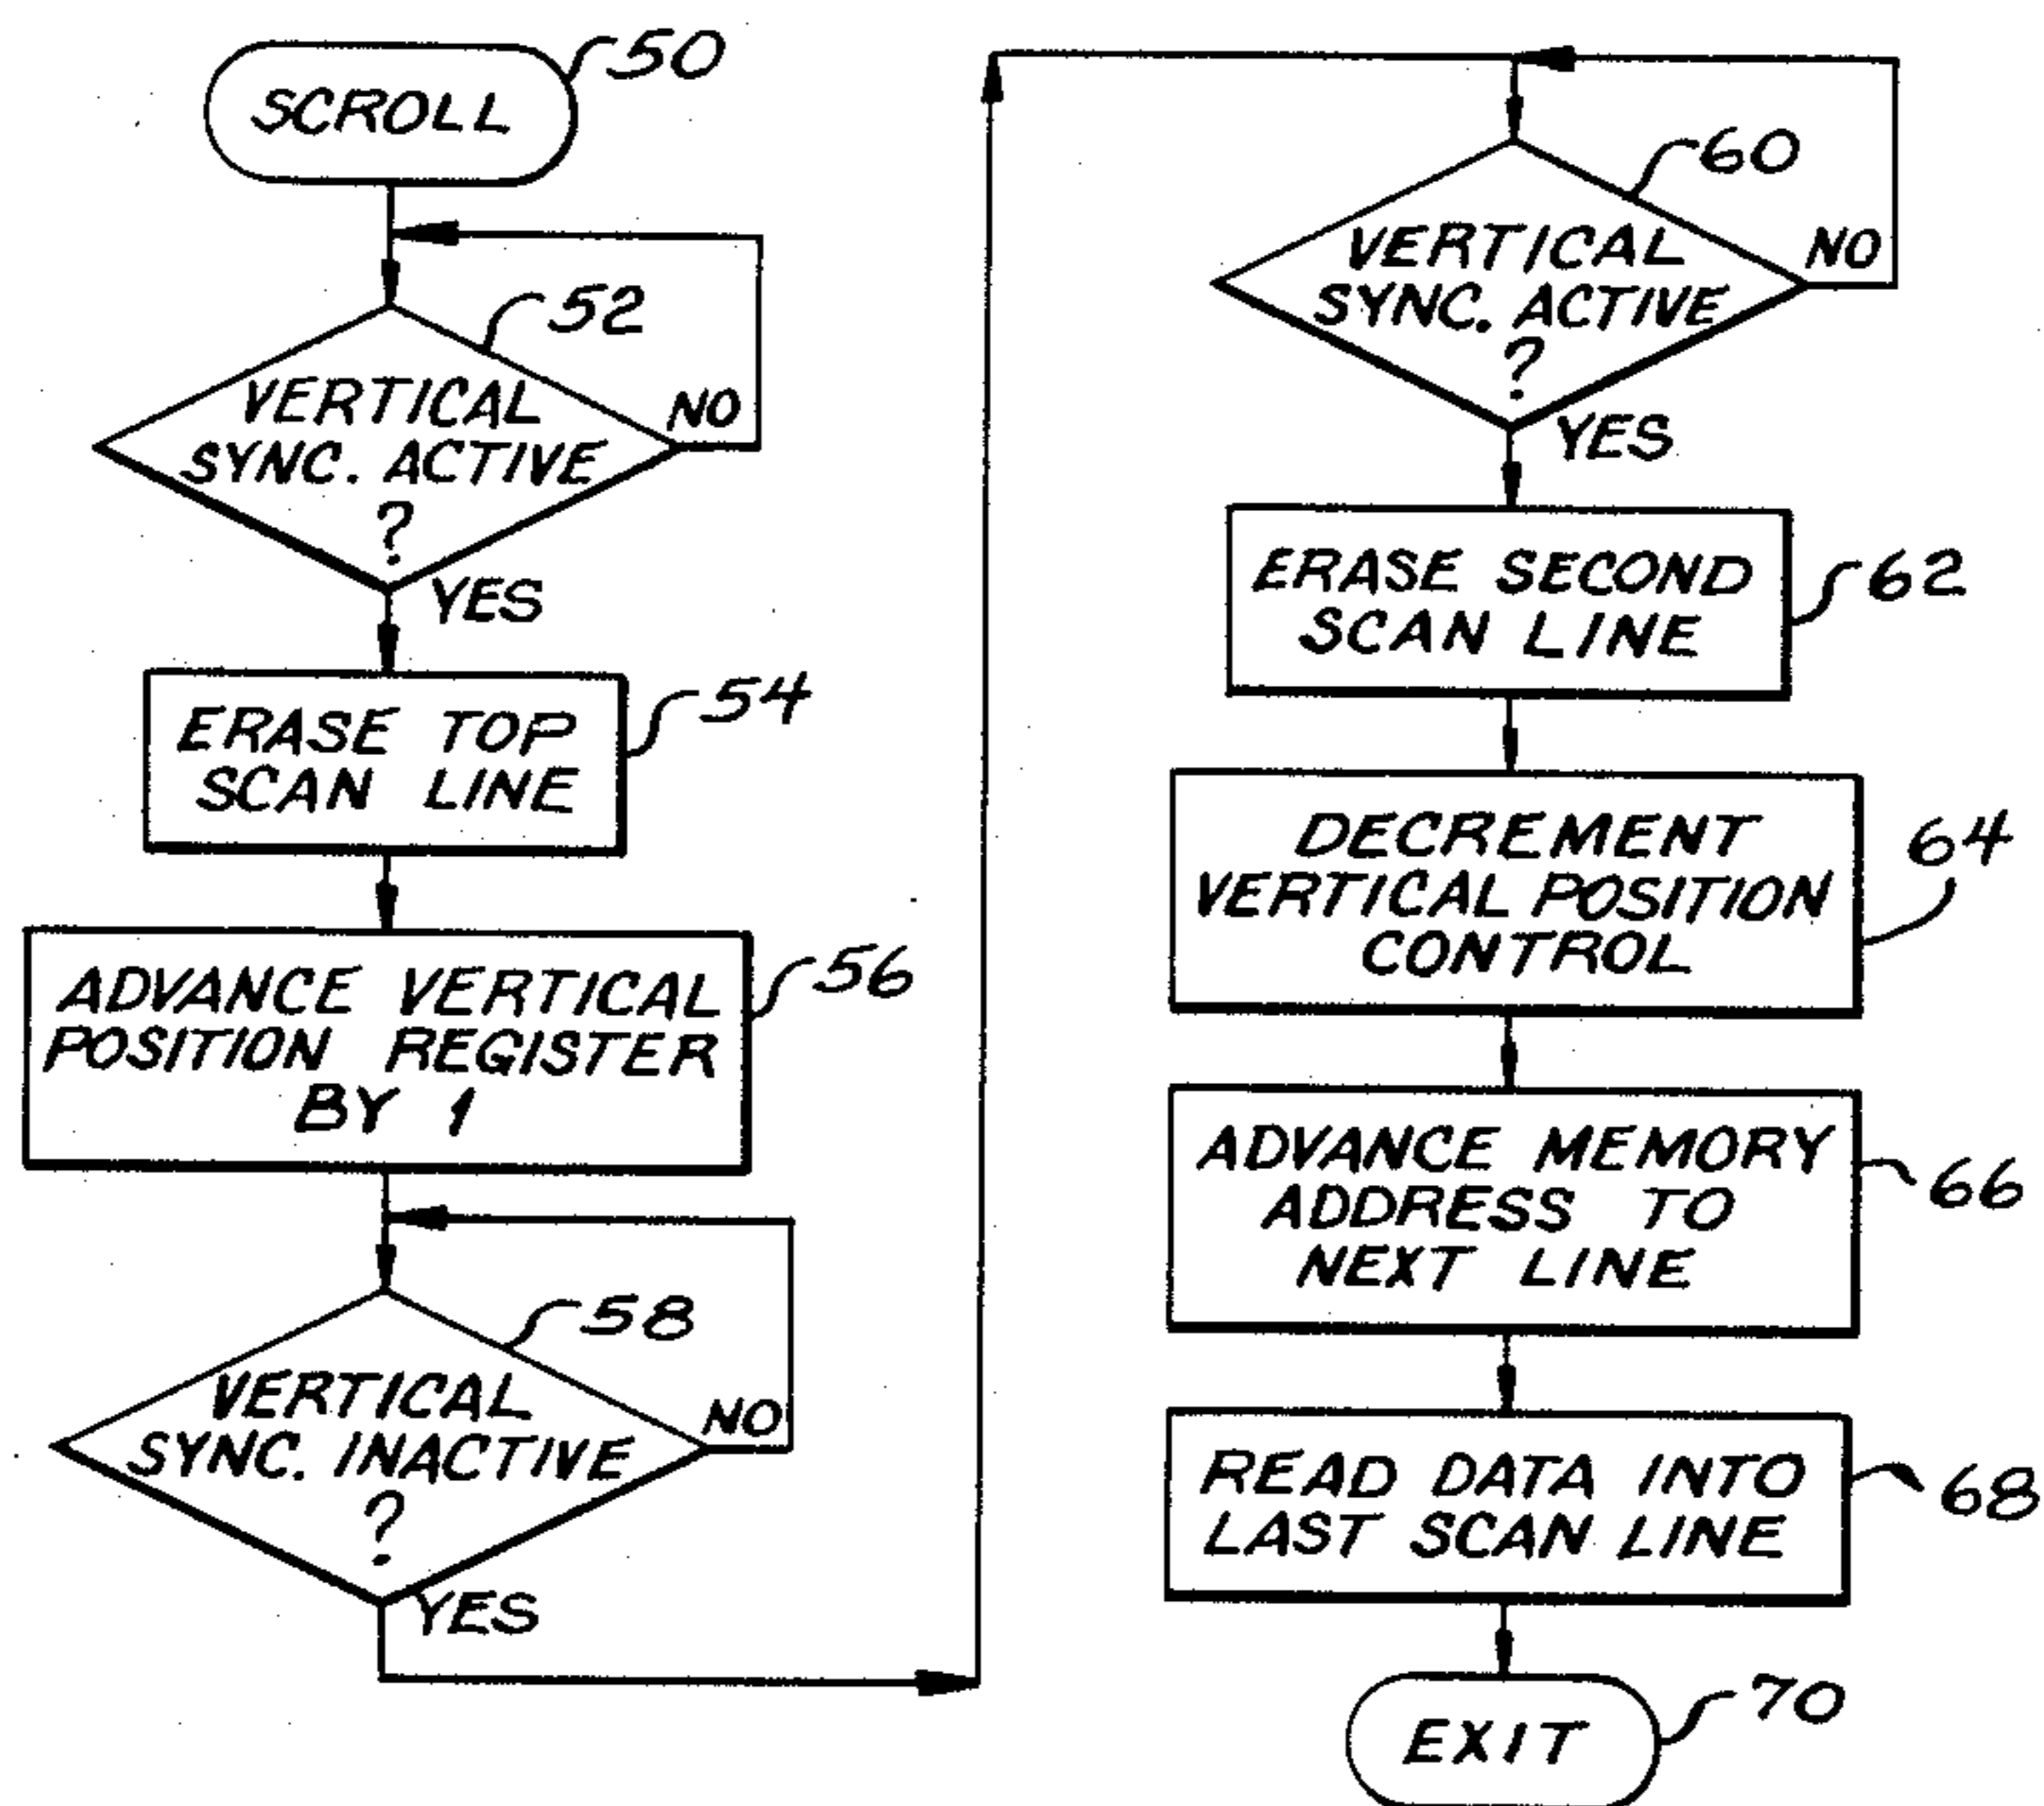 SCROLL
50
52
VERTICAL
SYNC. ACTIVE
?
NO
YES
ERASE TOP
SCAN LINE
54
ADVANCE VERTICAL
POSITION REGISTER
BY 1
56
58
VERTICAL
SYNC. INACTIVE
?
NO
YES
60
VERTICAL
SYNC. ACTIVE
?
NO
YES
ERASE SECOND
SCAN LINE
62
DECREMENT
VERTICAL POSITION
CONTROL
64
ADVANCE MEMORY
ADDRESS TO
NEXT LINE
66
READ DATA INTO
LAST SCAN LINE
68
EXIT
70